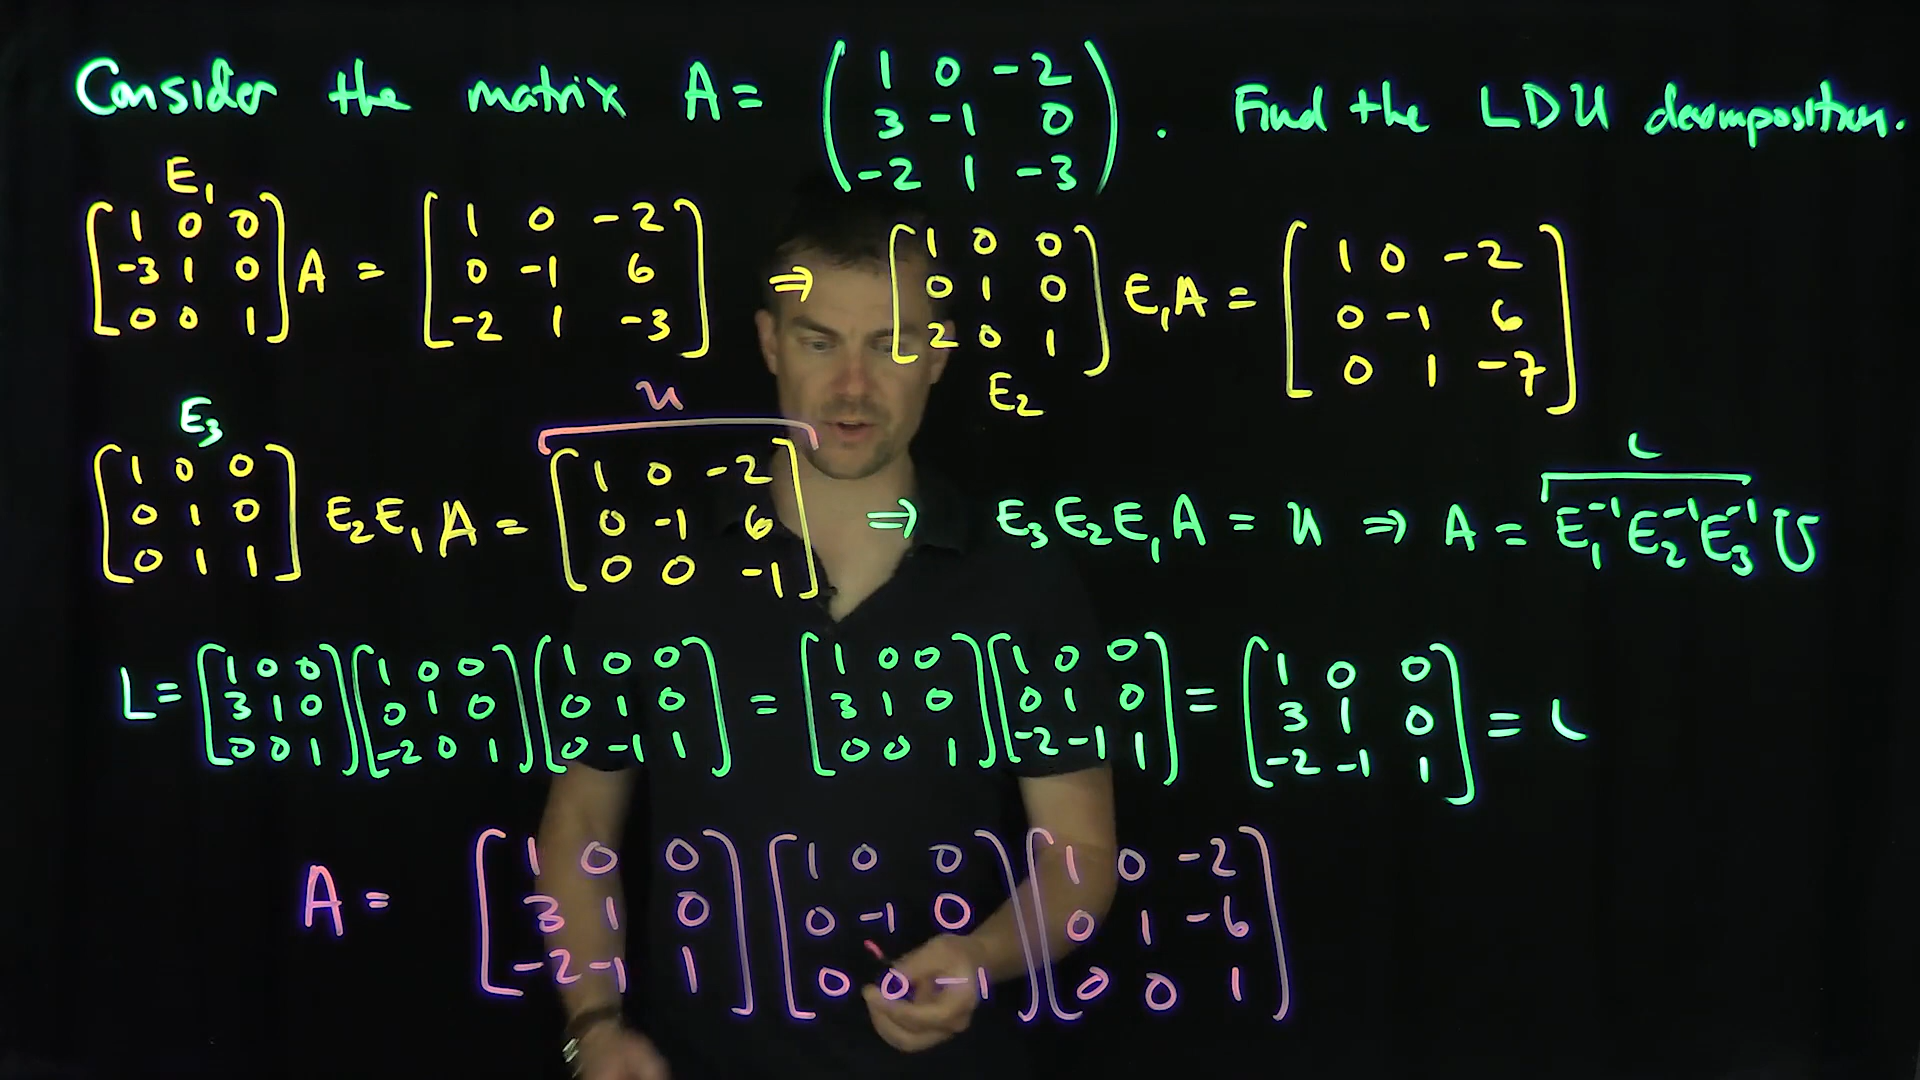 Consider the matrix A = ( 1 0 -2 ; 3 -1 0 ; -2 1 -3 ) . Find the LDU decomposition.
E₁
[ 1 0 0 ; -3 1 0 ; 0 0 1 ] A = [ 1 0 -2 ; 0 -1 6 ; -2 1 -3 ] ⇒ [ 1 0 0 ; 0 1 0 ; 2 0 1 ] E₁A = [ 1 0 -2 ; 0 -1 6 ; 0 1 -7 ]
E₂
E₃ U L
[ 1 0 0 ; 0 1 0 ; 0 1 1 ] E₂E₁A = [ 1 0 -2 ; 0 -1 6 ; 0 0 -1 ] ⇒ E₃E₂E₁A = U ⇒ A = E₁⁻¹E₂⁻¹E₃⁻¹U
L = [ 1 0 0 ; 3 1 0 ; 0 0 1 ] [ 1 0 0 ; 0 1 0 ; -2 0 1 ] [ 1 0 0 ; 0 1 0 ; 0 -1 1 ] = [ 1 0 0 ; 3 1 0 ; 0 0 1 ] [ 1 0 0 ; 0 1 0 ; -2 -1 1 ] = [ 1 0 0 ; 3 1 0 ; -2 -1 1 ] = L
A = [ 1 0 0 ; 3 1 0 ; -2 -1 1 ] [ 1 0 0 ; 0 -1 0 ; 0 0 -1 ] [ 1 0 -2 ; 0 1 -6 ; 0 0 1 ]